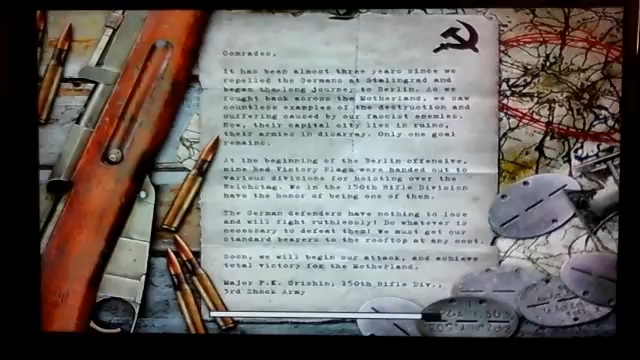 Comrades,
It has been almost three years since we
repelled the Germans at Stalingrad and
began the long journey to Berlin. As we
fought back across the Motherland, we saw
countless examples of the destruction and
suffering caused by our fascist enemies.
Now, their capital city lies in ruins,
their armies in disarray. Only one goal
remains.
At the beginning of the Berlin offensive,
nine Red Victory Flags were handed out to
various divisions for hoisting over the
Reichstag. We in the 150th Rifle Division
have the honor of being one of them.
The German defenders have nothing to lose
and will fight ruthlessly! Do whatever is
necessary to defeat them! We must get our
standard bearers to the rooftop at any cost.
Soon, we will begin our attack, and achieve
total victory for the Motherland.
Major P.K. Grishin, 150th Rifle Div.,
3rd Shock Army